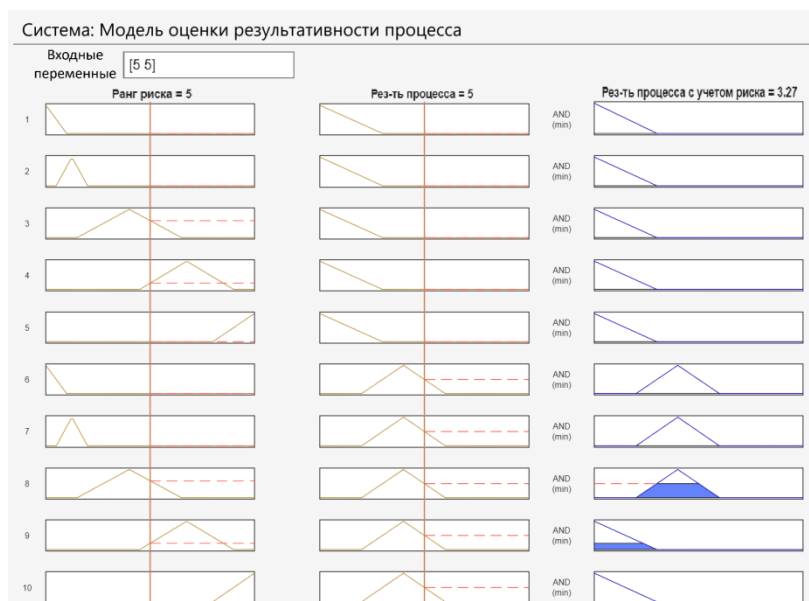 Система: Модель оценки результативности процесса
Входные переменные
[5 5]
Ранг риска = 5
Рез-ть процесса = 5
Рез-ть процесса с учетом риска = 3.27
1
AND
(min)
2
AND
(min)
3
AND
(min)
4
AND
(min)
5
AND
(min)
6
AND
(min)
7
AND
(min)
8
AND
(min)
9
AND
(min)
10
AND
(min)